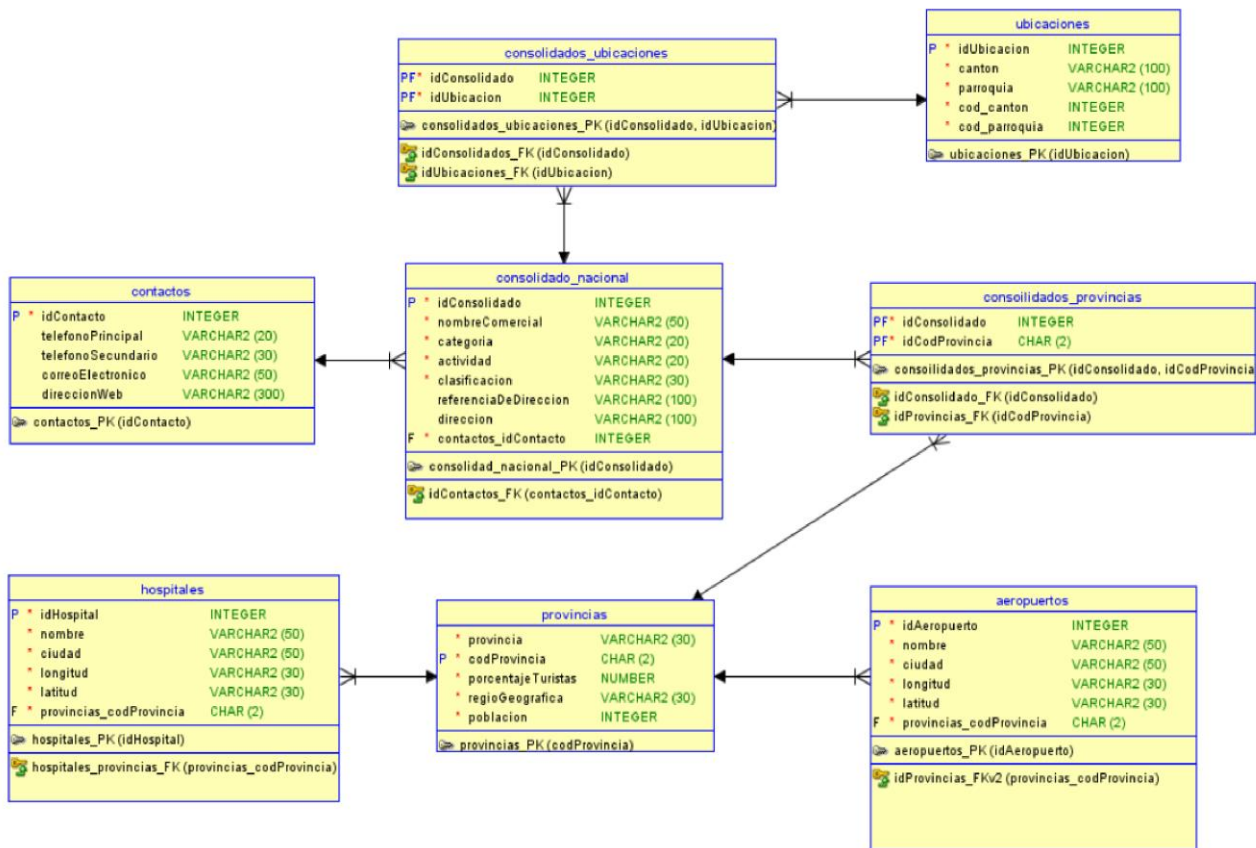 ubicaciones
P * idUbicacion INTEGER
* canton VARCHAR2 (100)
* parroquia VARCHAR2 (100)
* cod_canton INTEGER
* cod_parroquia INTEGER
ubicaciones_PK (idUbicacion)
consolidados_ubicaciones
PF* idConsolidado INTEGER
PF* idUbicacion INTEGER
consolidados_ubicaciones_PK (idConsolidado, idUbicacion)
idConsolidados_FK (idConsolidado)
idUbicaciones_FK (idUbicacion)
contactos
P * idContacto INTEGER
telefonoPrincipal VARCHAR2 (20)
telefonoSecundario VARCHAR2 (30)
correoElectronico VARCHAR2 (50)
direccionWeb VARCHAR2 (300)
contactos_PK (idContacto)
consolidado_nacional
P * idConsolidado INTEGER
* nombreComercial VARCHAR2 (50)
* categoria VARCHAR2 (20)
* actividad VARCHAR2 (20)
* clasificacion VARCHAR2 (30)
referenciaDeDireccion VARCHAR2 (100)
direccion VARCHAR2 (100)
F * contactos_idContacto INTEGER
consolidad_nacional_PK (idConsolidado)
idContactos_FK (contactos_idContacto)
consoilidados_provincias
PF* idConsolidado INTEGER
PF* idCodProvincia CHAR (2)
consoilidados_provincias_PK (idConsolidado, idCodProvincia
idConsolidado_FK (idConsolidado)
idProvincias_FK (idCodProvincia)
hospitales
P * idHospital INTEGER
* nombre VARCHAR2 (50)
* ciudad VARCHAR2 (50)
* longitud VARCHAR2 (30)
* latitud VARCHAR2 (30)
F * provincias_codProvincia CHAR (2)
hospitales_PK (idHospital)
hospitales_provincias_FK (provincias_codProvincia)
provincias
* provincia VARCHAR2 (30)
P * codProvincia CHAR (2)
* porcentajeTuristas NUMBER
* regioGeografica VARCHAR2 (30)
* poblacion INTEGER
provincias_PK (codProvincia)
aeropuertos
P * idAeropuerto INTEGER
* nombre VARCHAR2 (50)
* ciudad VARCHAR2 (50)
* longitud VARCHAR2 (30)
* latitud VARCHAR2 (30)
F * provincias_codProvincia CHAR (2)
aeropuertos_PK (idAeropuerto)
idProvincias_FKv2 (provincias_codProvincia)